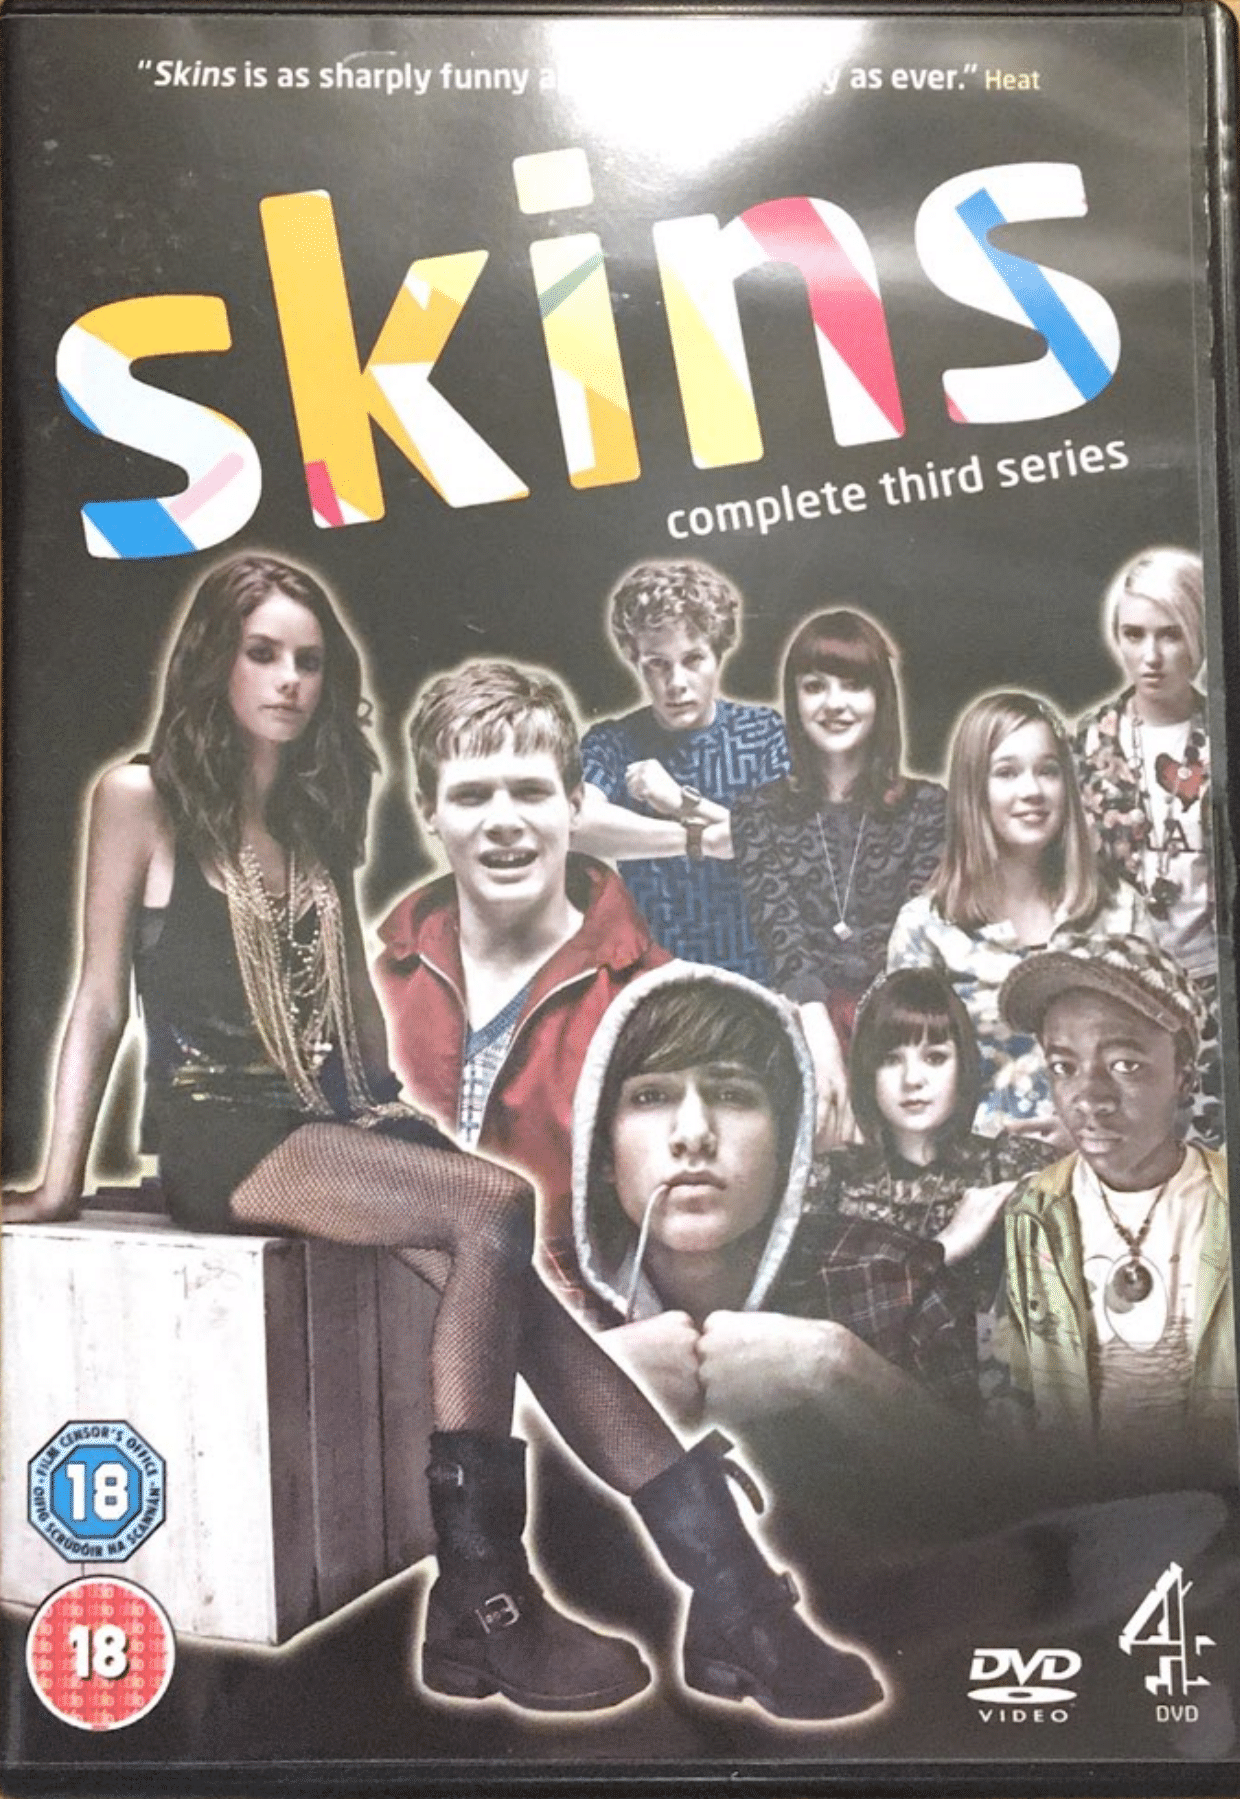 "Skins is as sharply funny a y as ever." Heat
skins
complete third series
FILM CENSOR'S OFFICE
18
OIFIG SCRÚDÓIR NA SCANNÁN
18
DVD
VIDEO
4
DVD